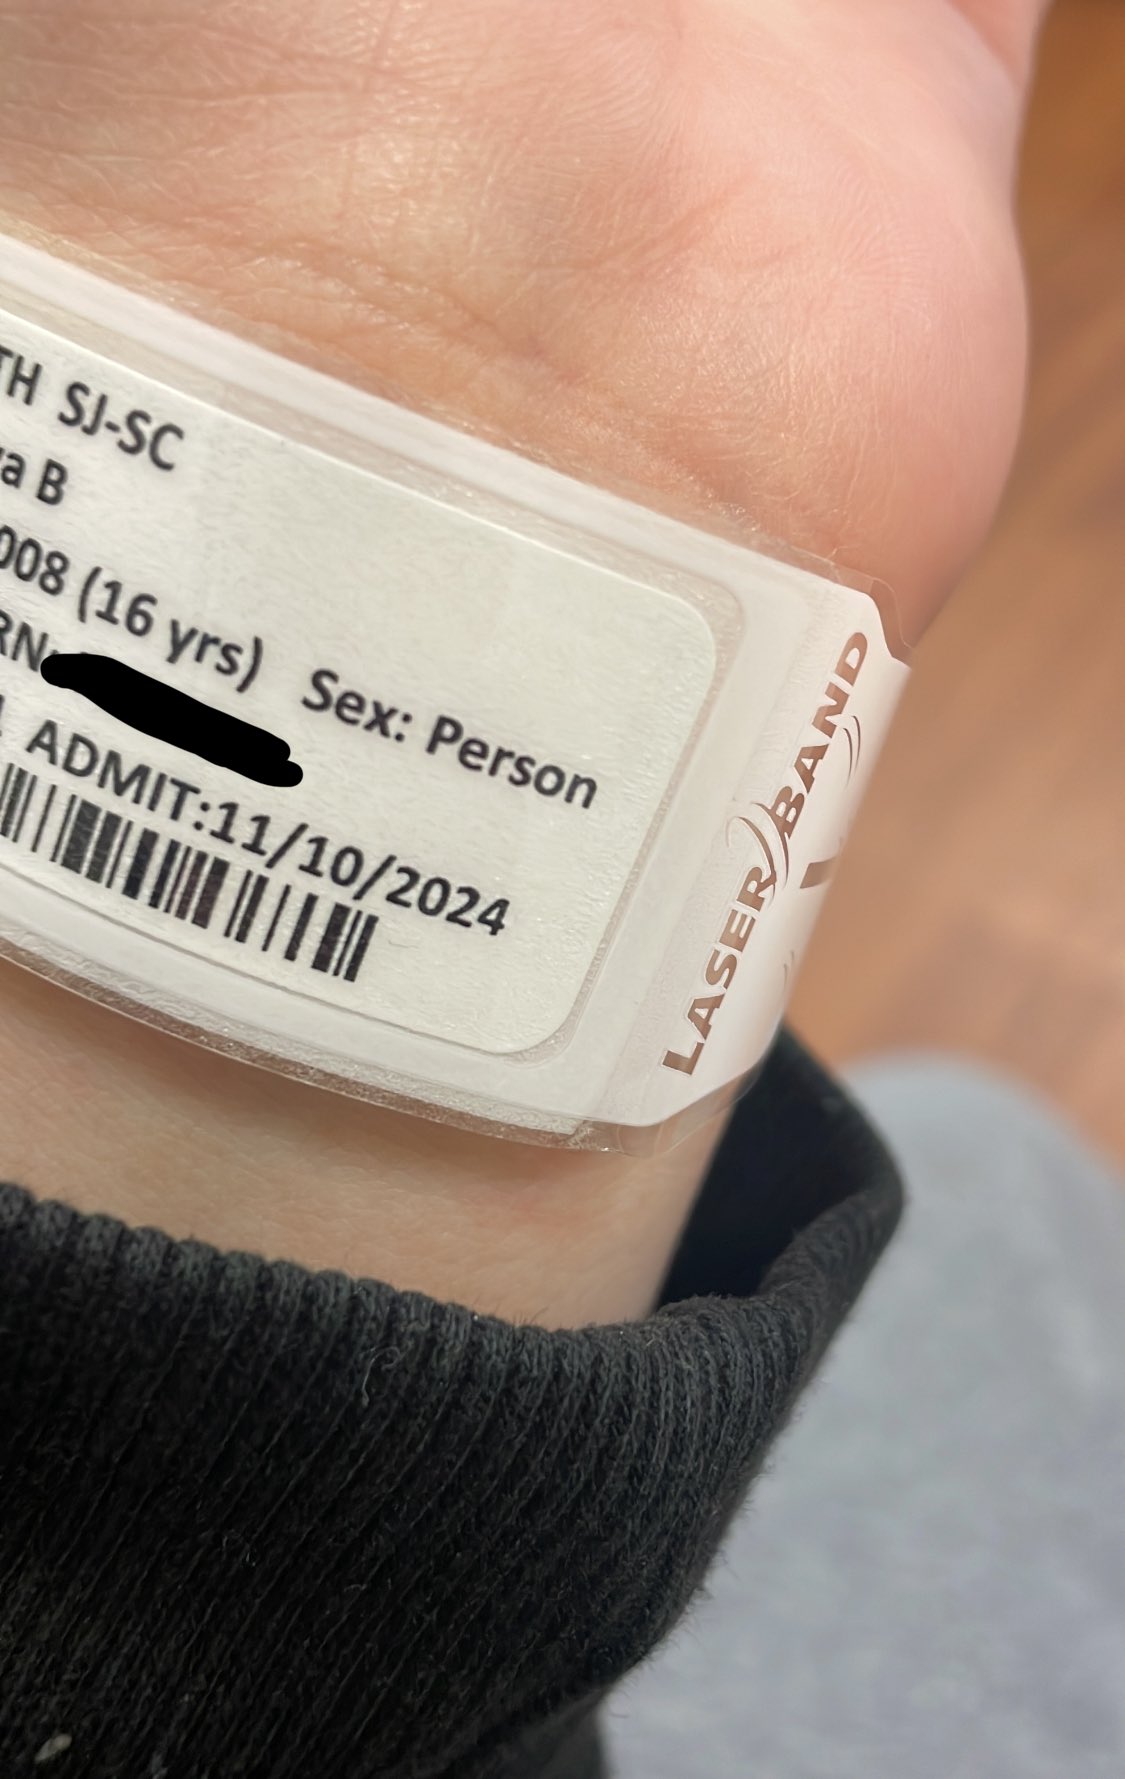 TH SJ-SC
a B
008 (16 yrs) Sex: Person
RN:
ADMIT:11/10/2024
LASER BAND